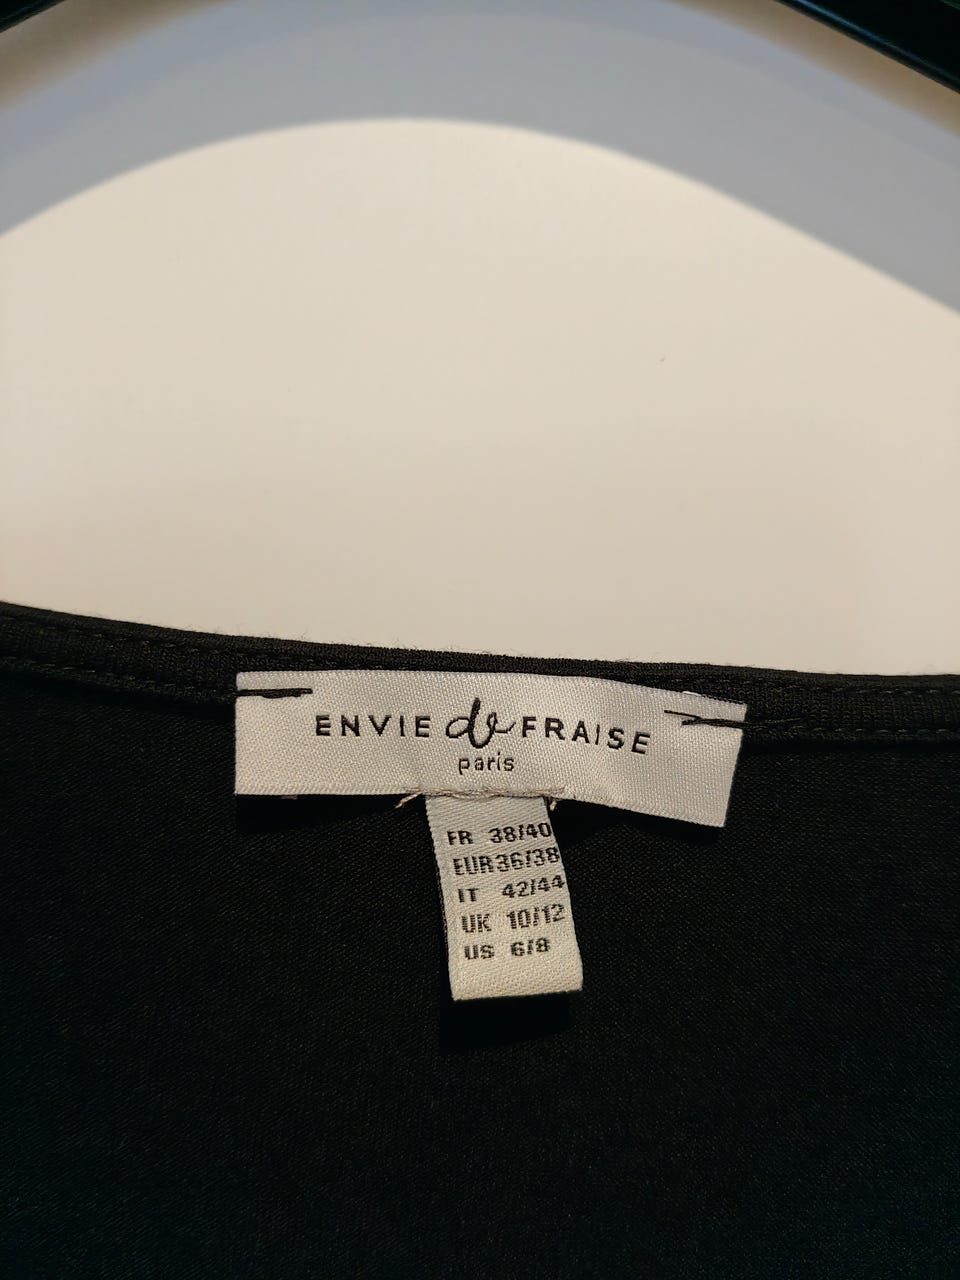 ENVIE de FRAISE
paris
FR 38/40
EUR 36/38
IT 42/44
UK 10/12
US 6/8